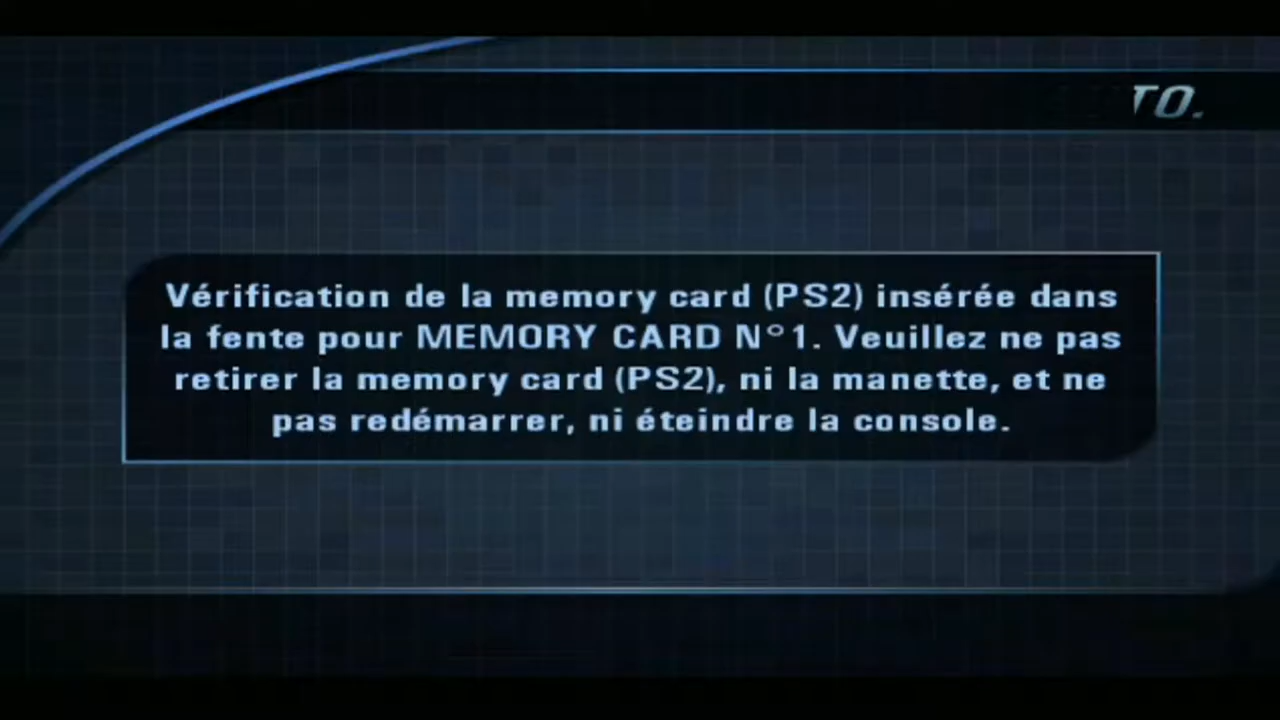 TO.
Vérification de la memory card (PS2) insérée dans
la fente pour MEMORY CARD N°1. Veuillez ne pas
retirer la memory card (PS2), ni la manette, et ne
pas redémarrer, ni éteindre la console.